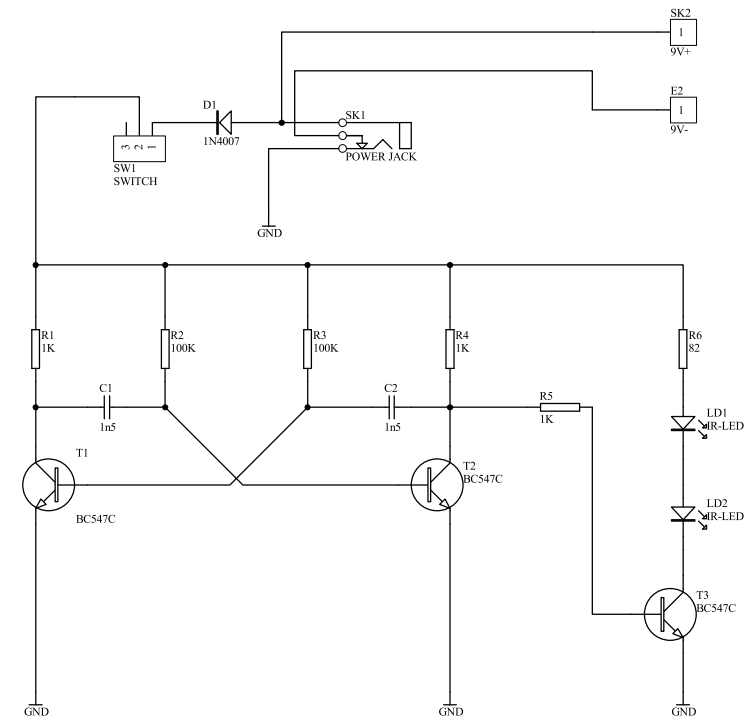 SK2
1
9V+
E2
1
9V-
D1
1N4007
SK1
POWER JACK
3 2 1
SW1
SWITCH
GND
R1
1K
R2
100K
R3
100K
R4
1K
R6
82
C1
1n5
C2
1n5
R5
1K
LD1
IR-LED
T1
BC547C
T2
BC547C
LD2
IR-LED
T3
BC547C
GND
GND
GND